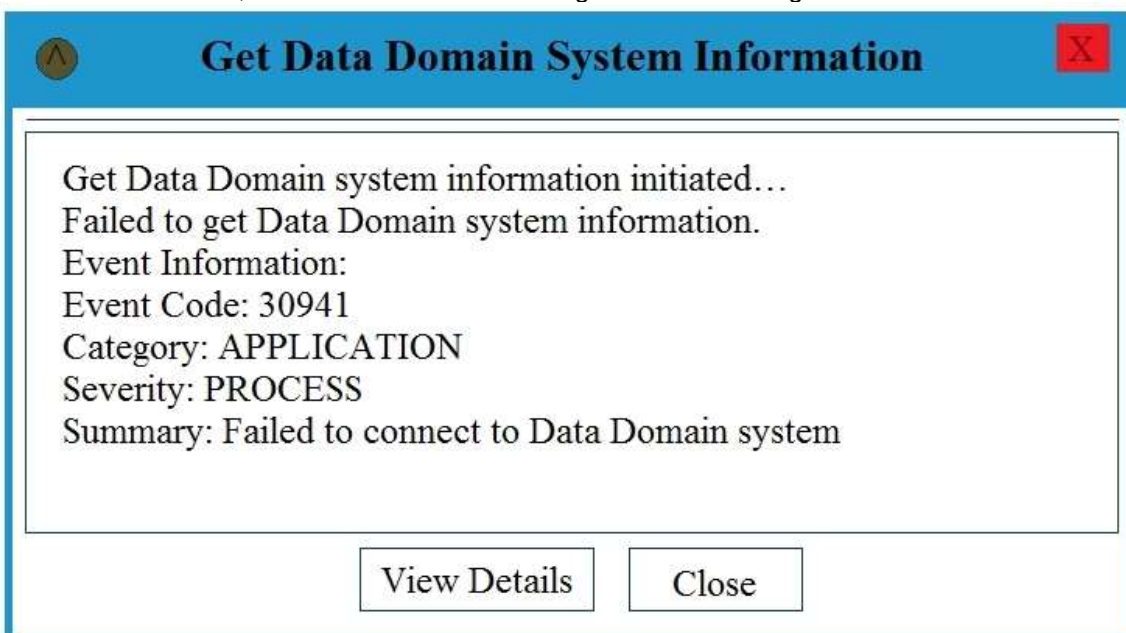 Get Data Domain System Information
X
Get Data Domain system information initiated…
Failed to get Data Domain system information.
Event Information:
Event Code: 30941
Category: APPLICATION
Severity: PROCESS
Summary: Failed to connect to Data Domain system
View Details
Close